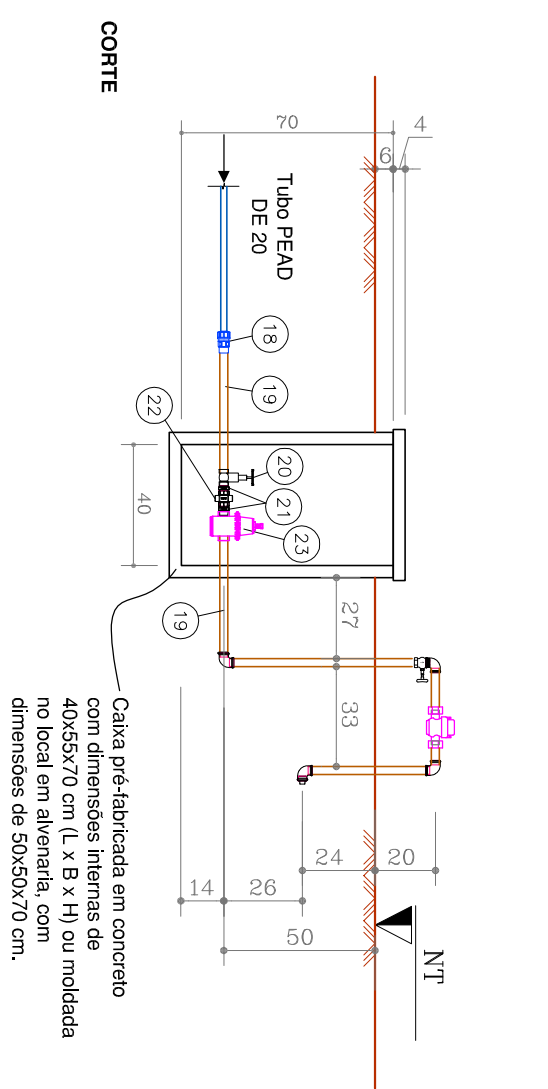 CORTE
70
4
6
Tubo PEAD
DE 20
18
19
22
20
21
23
40
19
27
33
24
20
14
26
50
NT
Caixa pré-fabricada em concreto
com dimensões internas de
40x55x70 cm (L x B x H) ou moldada
no local em alvenaria, com
dimensões de 50x50x70 cm.